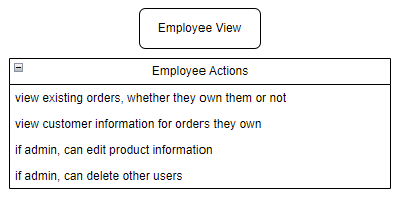 Employee View
Employee Actions
view existing orders, whether they own them or not
view customer information for orders they own
if admin, can edit product information
if admin, can delete other users